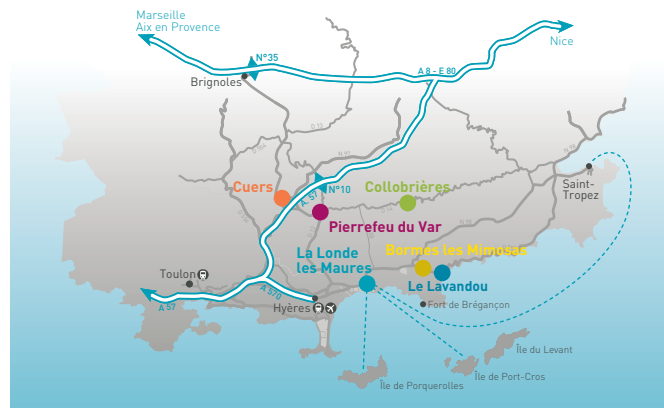 Marseille
Aix en Provence
Nice
N°35
A 8 - E 80
Brignoles
Cuers
A 57
N°10
Collobrières
Saint-
Tropez
Pierrefeu du Var
La Londe
les Maures
Bormes les Mimosas
Le Lavandou
Toulon
A 57
A 570
Hyères
Fort de Brégançon
Île du Levant
Île de Port-Cros
Île de Porquerolles